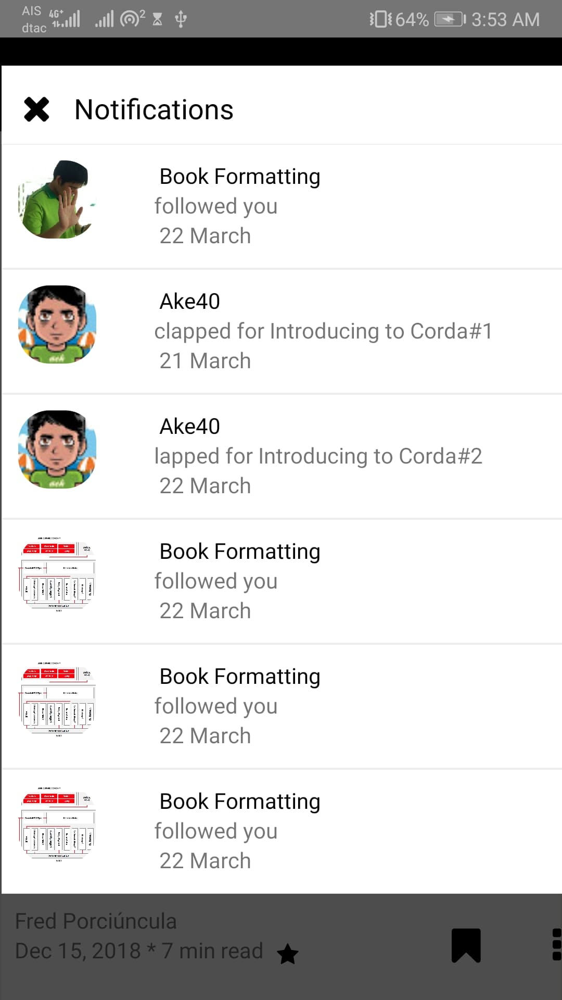 AIS 4G+
dtac
2
64% 3:53 AM
Notifications
Book Formatting
followed you
22 March
Ake40
clapped for Introducing to Corda#1
21 March
Ake40
lapped for Introducing to Corda#2
22 March
Book Formatting
followed you
22 March
Book Formatting
followed you
22 March
Book Formatting
followed you
22 March
Fred Porciúncula
Dec 15, 2018 * 7 min read